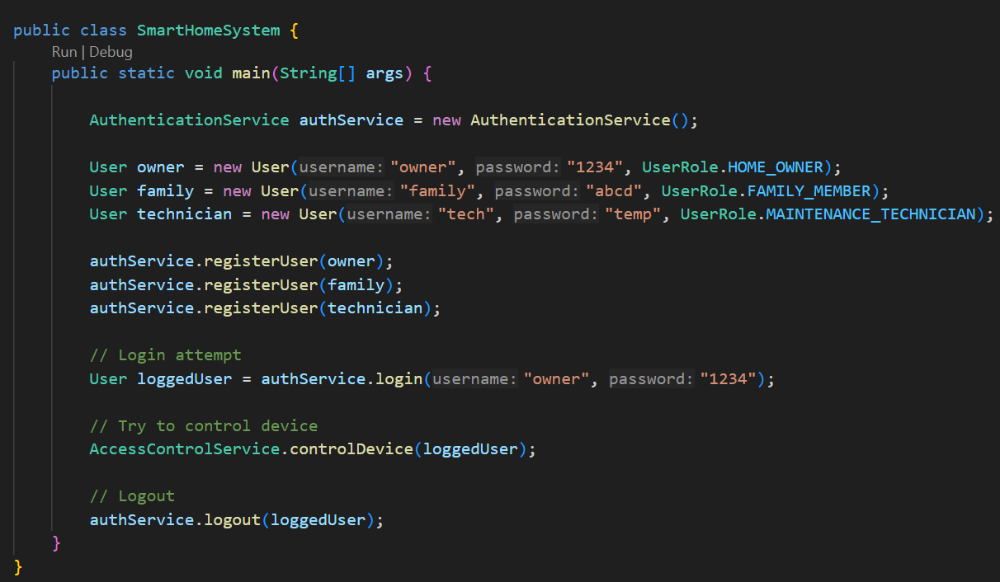 public class SmartHomeSystem {
Run | Debug
public static void main(String[] args) {
AuthenticationService authService = new AuthenticationService();
User owner = new User(username: "owner", password: "1234", UserRole.HOME_OWNER);
User family = new User(username: "family", password: "abcd", UserRole.FAMILY_MEMBER);
User technician = new User(username: "tech", password: "temp", UserRole.MAINTENANCE_TECHNICIAN);
authService.registerUser(owner);
authService.registerUser(family);
authService.registerUser(technician);
// Login attempt
User loggedUser = authService.login(username: "owner", password: "1234");
// Try to control device
AccessControlService.controlDevice(loggedUser);
// Logout
authService.logout(loggedUser);
}
}